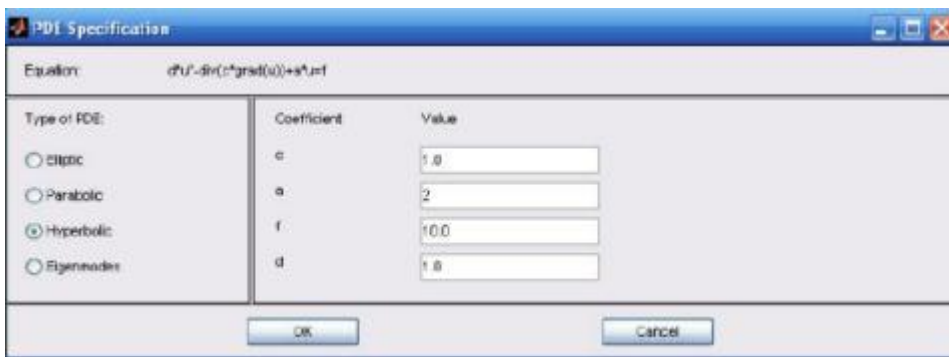 PDE Specification
Equation: d*u''-div(c*grad(u))+a*u=f
Type of PDE:
Elliptic
Parabolic
Hyperbolic
Eigenmodes
Coefficient Value
c 1.0
a 2
f 10.0
d 1.0
OK Cancel